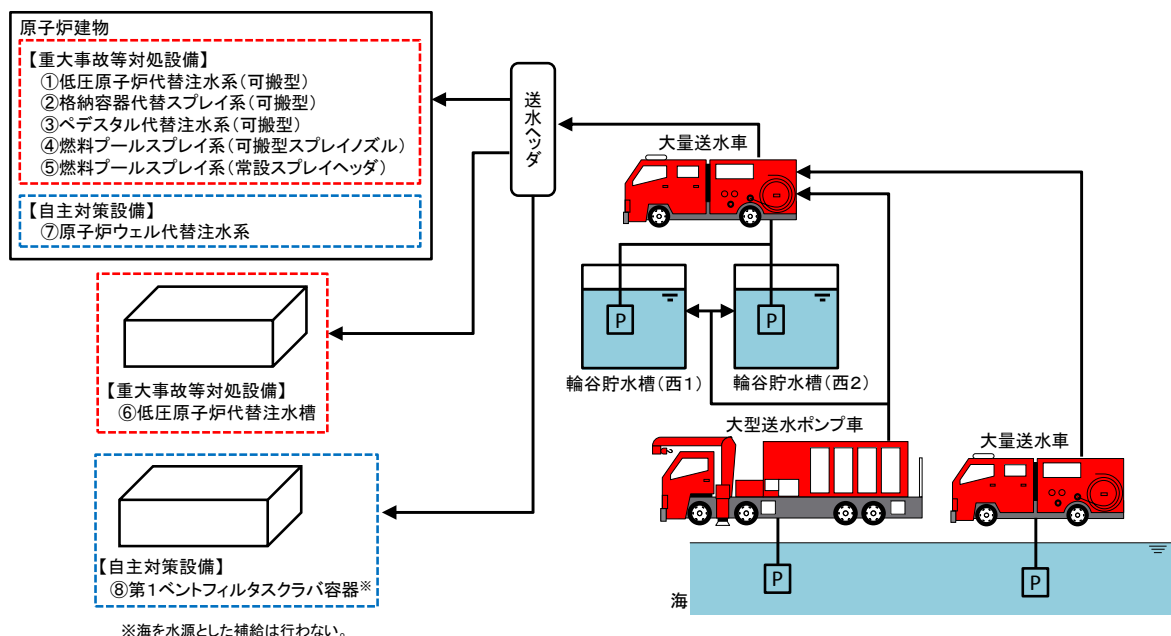 原子炉建物
【重大事故等対処設備】
①低圧原子炉代替注水系(可搬型)
②格納容器代替スプレイ系(可搬型)
③ペデスタル代替注水系(可搬型)
④燃料プールスプレイ系(可搬型スプレイノズル)
⑤燃料プールスプレイ系(常設スプレイヘッダ)
【自主対策設備】
⑦原子炉ウェル代替注水系
送水ヘッダ
大量送水車
P
P
輪谷貯水槽(西1)
輪谷貯水槽(西2)
【重大事故等対処設備】
⑥低圧原子炉代替注水槽
大型送水ポンプ車
大量送水車
【自主対策設備】
⑧第1ベントフィルタスクラバ容器※
P
P
海
※海を水源とした補給は行わない。